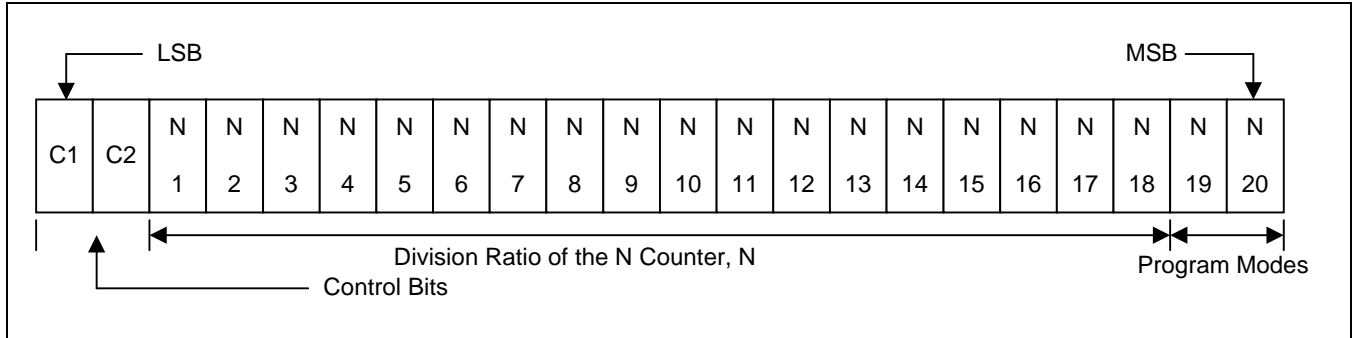 LSB
MSB
C1 C2 N N N N N N N N N N N N N N N N N N N N
1 2 3 4 5 6 7 8 9 10 11 12 13 14 15 16 17 18 19 20
Division Ratio of the N Counter, N
Program Modes
Control Bits